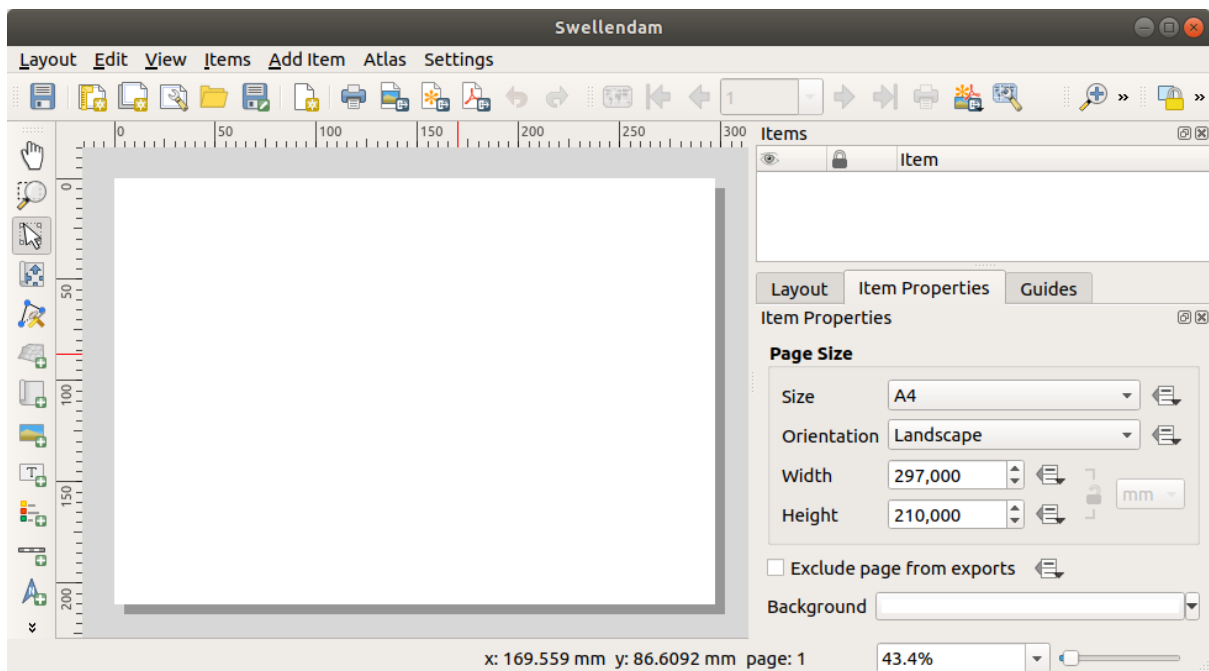 Swellendam
Layout Edit View Items Add Item Atlas Settings
1
0 50 100 150 200 250 300
Items
Item
0
50
100
150
200
Layout Item Properties Guides
Item Properties
Page Size
Size A4
Orientation Landscape
Width 297,000
mm
Height 210,000
Exclude page from exports
Background
x: 169.559 mm y: 86.6092 mm page: 1 43.4%